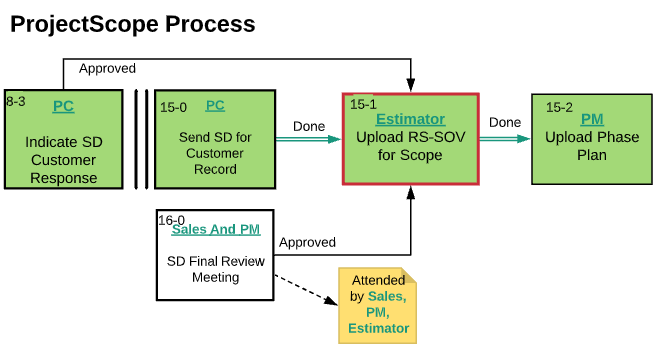 ProjectScope Process
Approved
8-3
PC
Indicate SD
Customer
Response
15-0
PC
Send SD for
Customer
Record
Done
15-1
Estimator
Upload RS-SOV
for Scope
Done
15-2
PM
Upload Phase
Plan
16-0
Sales And PM
SD Final Review
Meeting
Approved
Attended
by Sales,
PM,
Estimator